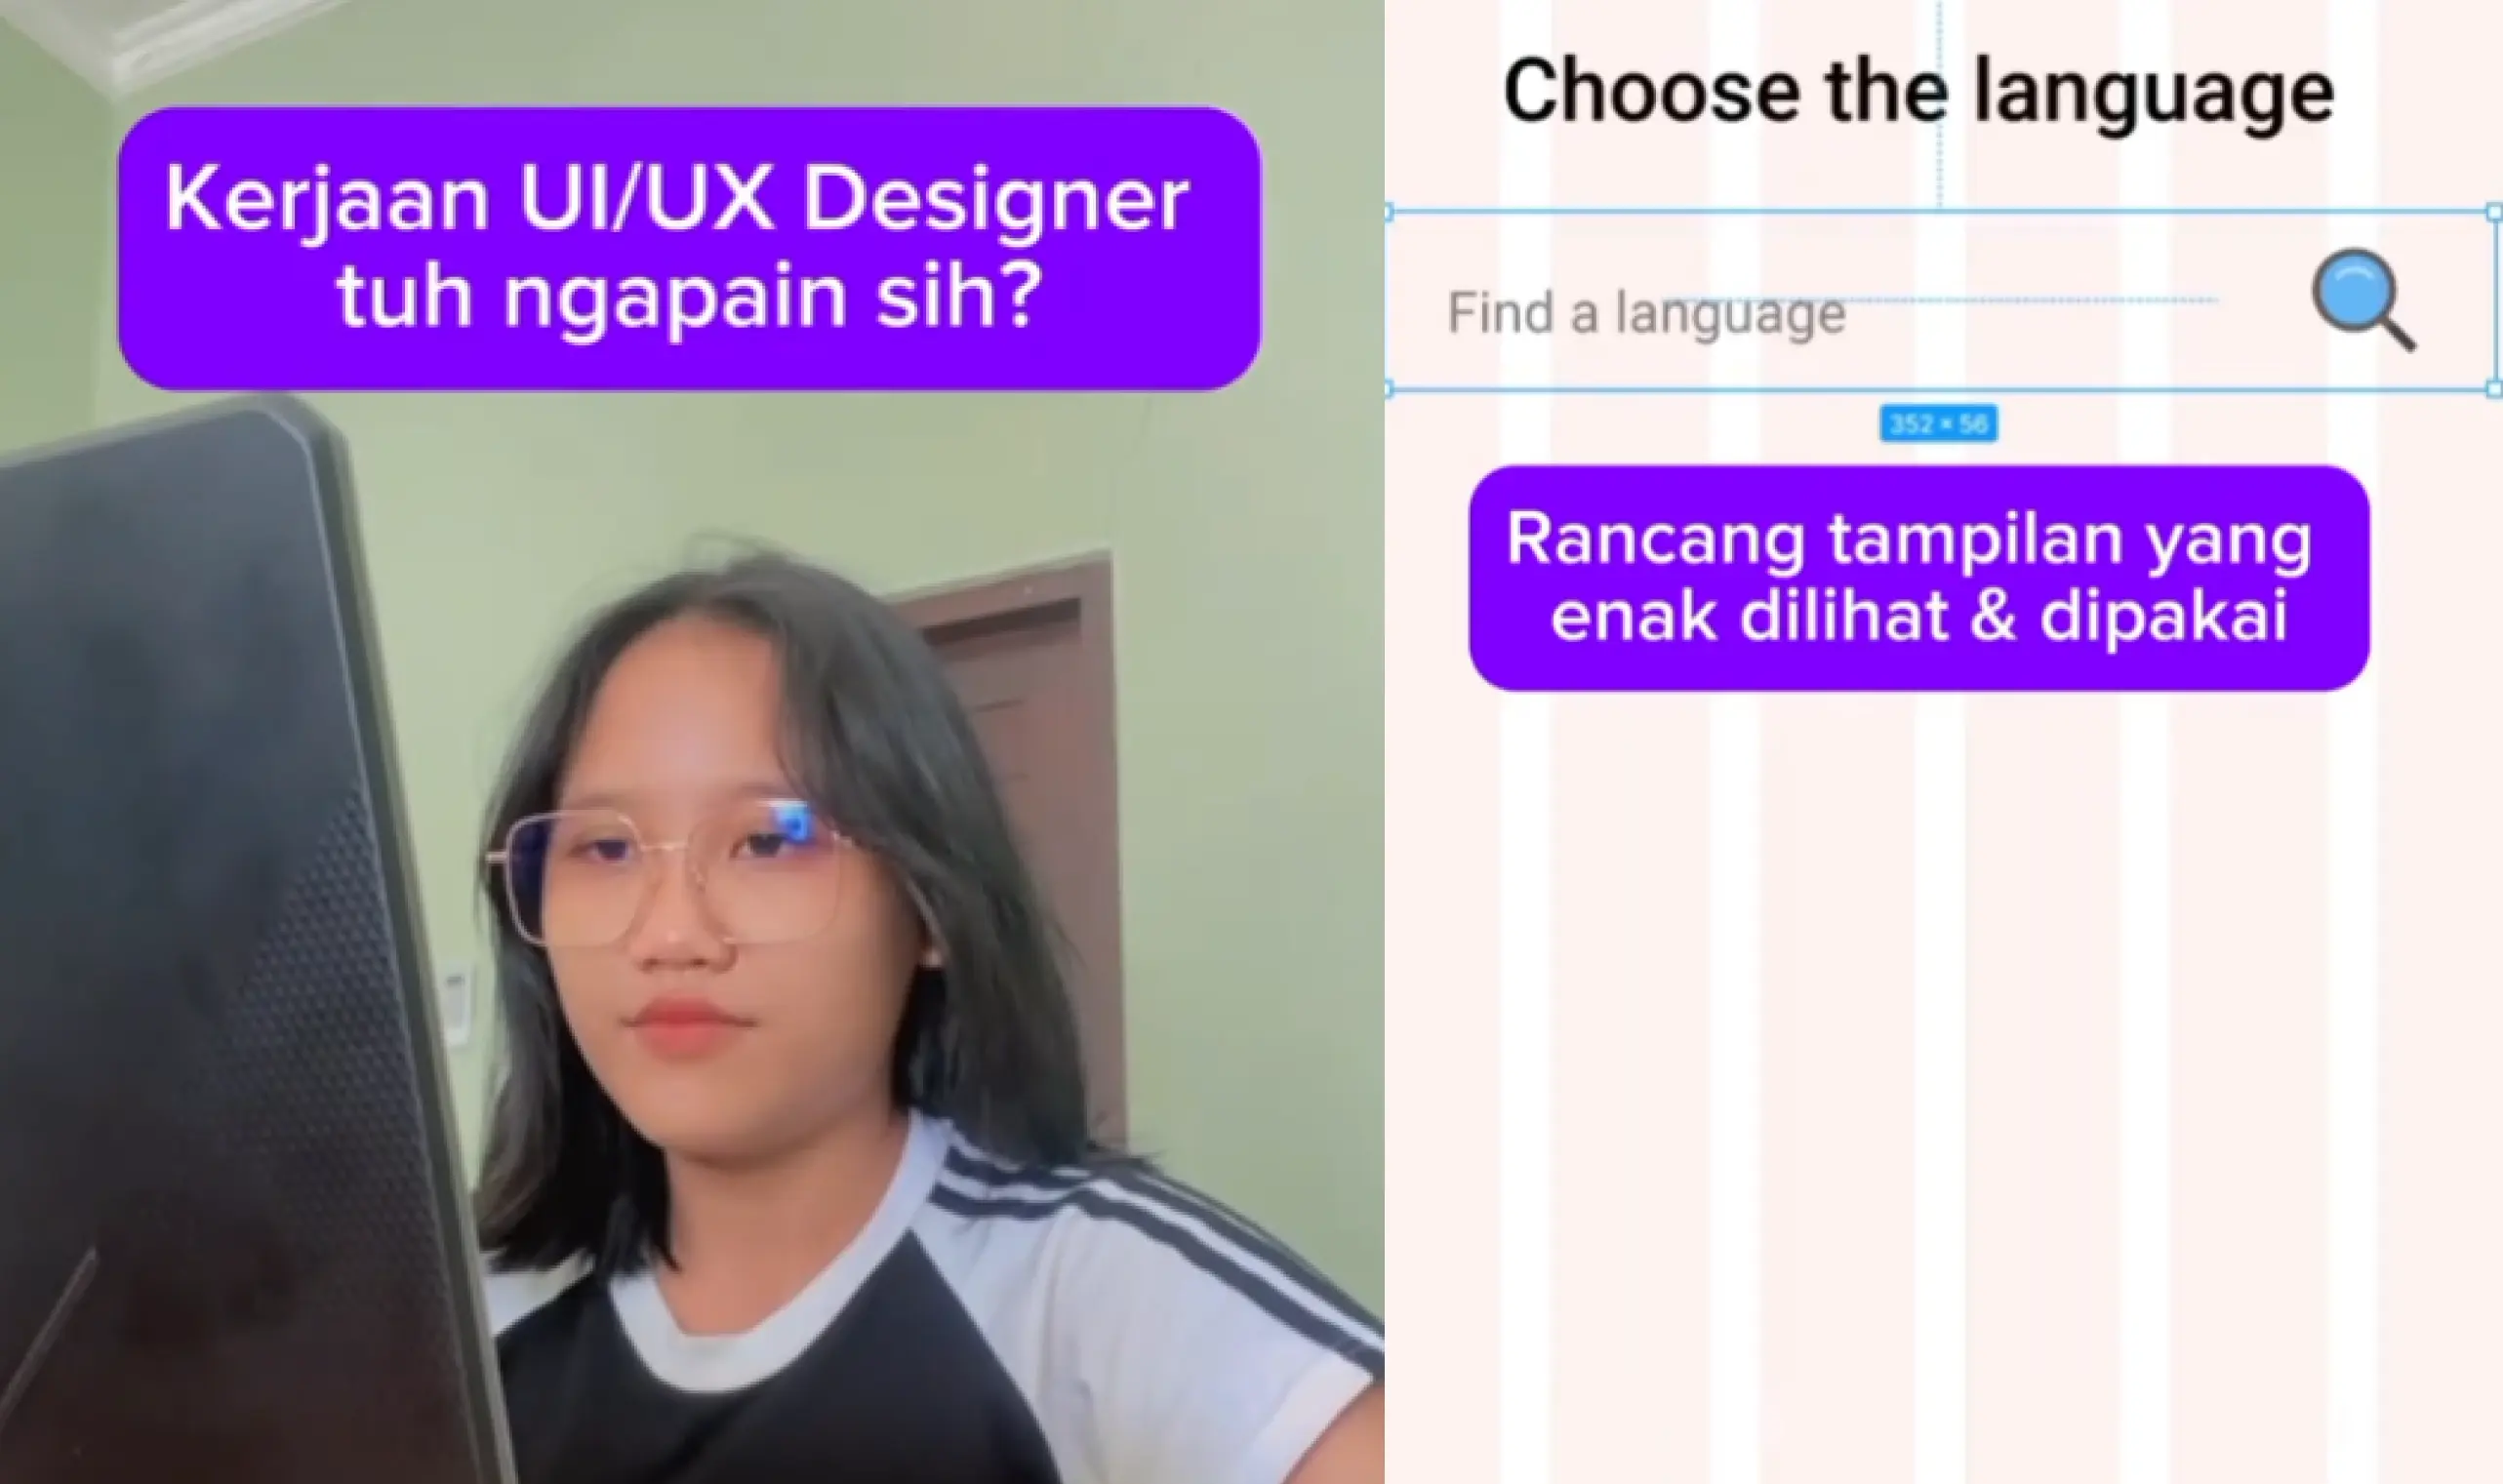 Kerjaan UI/UX Designer
tuh ngapain sih?
Choose the language
Find a language
352 × 56
Rancang tampilan yang
enak dilihat & dipakai